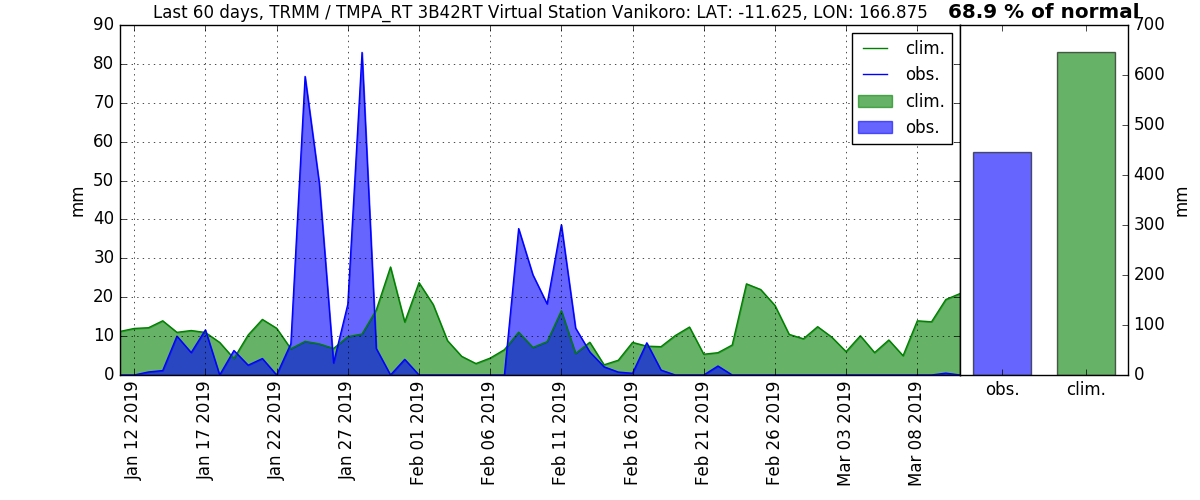 Last 60 days, TRMM / TMPA_RT 3B42RT Virtual Station Vanikoro: LAT: -11.625, LON: 166.875
68.9 % of normal
90
80
70
60
50
40
30
20
10
0
mm
clim.
obs.
clim.
obs.
Jan 12 2019
Jan 17 2019
Jan 22 2019
Jan 27 2019
Feb 01 2019
Feb 06 2019
Feb 11 2019
Feb 16 2019
Feb 21 2019
Feb 26 2019
Mar 03 2019
Mar 08 2019
700
600
500
400
300
200
100
0
mm
obs.
clim.